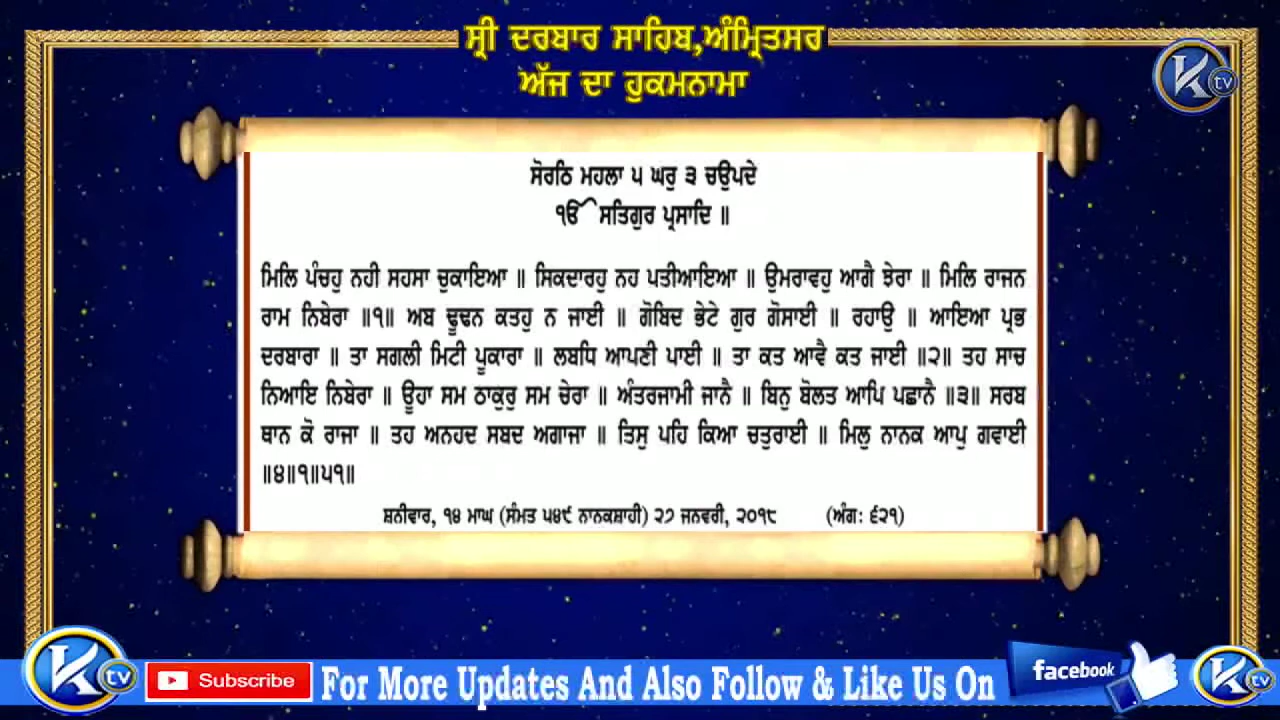 ਸ੍ਰੀ ਦਰਬਾਰ ਸਾਹਿਬ,ਅੰਮ੍ਰਿਤਸਰ
ਅੱਜ ਦਾ ਹੁਕਮਨਾਮਾ
K tv
ਸੋਰਠਿ ਮਹਲਾ ੫ ਘਰੁ ੩ ਚਉਪਦੇ
ੴ ਸਤਿਗੁਰ ਪ੍ਰਸਾਦਿ ॥
ਮਿਲਿ ਪੰਚਹੁ ਨਹੀ ਸਹਸਾ ਚੁਕਾਇਆ ॥ ਸਿਕਦਾਰਹੁ ਨਹ ਪਤੀਆਇਆ ॥ ਉਮਰਾਵਹੁ ਆਗੈ ਝੇਰਾ ॥ ਮਿਲਿ ਰਾਜਨ
ਰਾਮ ਨਿਬੇਰਾ ॥੧॥ ਅਬ ਢੂਢਨ ਕਤਹੁ ਨ ਜਾਈ ॥ ਗੋਬਿਦ ਭੇਟੇ ਗੁਰ ਗੋਸਾਈ ॥ ਰਹਾਉ ॥ ਆਇਆ ਪ੍ਰਭ
ਦਰਬਾਰਾ ॥ ਤਾ ਸਗਲੀ ਮਿਟੀ ਪੂਕਾਰਾ ॥ ਲਬਧਿ ਆਪਣੀ ਪਾਈ ॥ ਤਾ ਕਤ ਆਵੈ ਕਤ ਜਾਈ ॥੨॥ ਤਹ ਸਾਚ
ਨਿਆਇ ਨਿਬੇਰਾ ॥ ਊਹਾ ਸਮ ਠਾਕੁਰੁ ਸਮ ਚੇਰਾ ॥ ਅੰਤਰਜਾਮੀ ਜਾਨੈ ॥ ਬਿਨੁ ਬੋਲਤ ਆਪਿ ਪਛਾਨੈ ॥੩॥ ਸਰਬ
ਥਾਨ ਕੋ ਰਾਜਾ ॥ ਤਹ ਅਨਹਦ ਸਬਦ ਅਗਾਜਾ ॥ ਤਿਸੁ ਪਹਿ ਕਿਆ ਚਤੁਰਾਈ ॥ ਮਿਲੁ ਨਾਨਕ ਆਪੁ ਗਵਾਈ
॥੪॥੧॥੫੧॥
ਸ਼ਨੀਵਾਰ, ੧੪ ਮਾਘ (ਸੰਮਤ ੫੪੯ ਨਾਨਕਸ਼ਾਹੀ) ੨੭ ਜਨਵਰੀ, ੨੦੧੮ (ਅੰਗ: ੬੨੧)
K tv Subscribe For More Updates And Also Follow & Like Us On facebook K tv